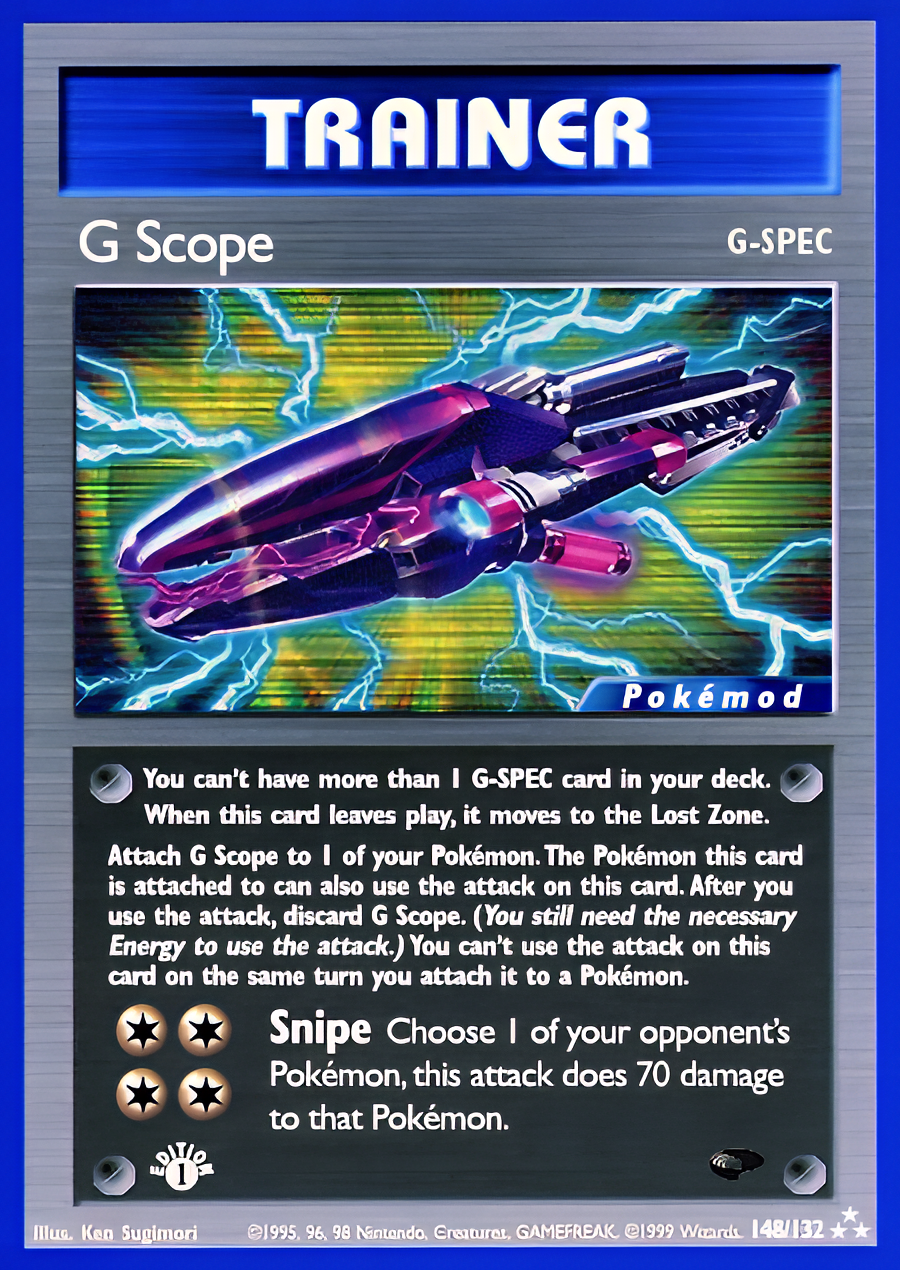 TRAINER
G Scope
G-SPEC
Pokémod
You can't have more than 1 G-SPEC card in your deck.
When this card leaves play, it moves to the Lost Zone.
Attach G Scope to 1 of your Pokémon. The Pokémon this card
is attached to can also use the attack on this card. After you
use the attack, discard G Scope. (You still need the necessary
Energy to use the attack.) You can't use the attack on this
card on the same turn you attach it to a Pokémon.
Snipe Choose 1 of your opponent's
Pokémon, this attack does 70 damage
to that Pokémon.
EDITION
1
Illus. Ken Sugimori
©1995, 96, 98 Nintendo, Creatures, GAMEFREAK. ©1999 Wizards.
148/132